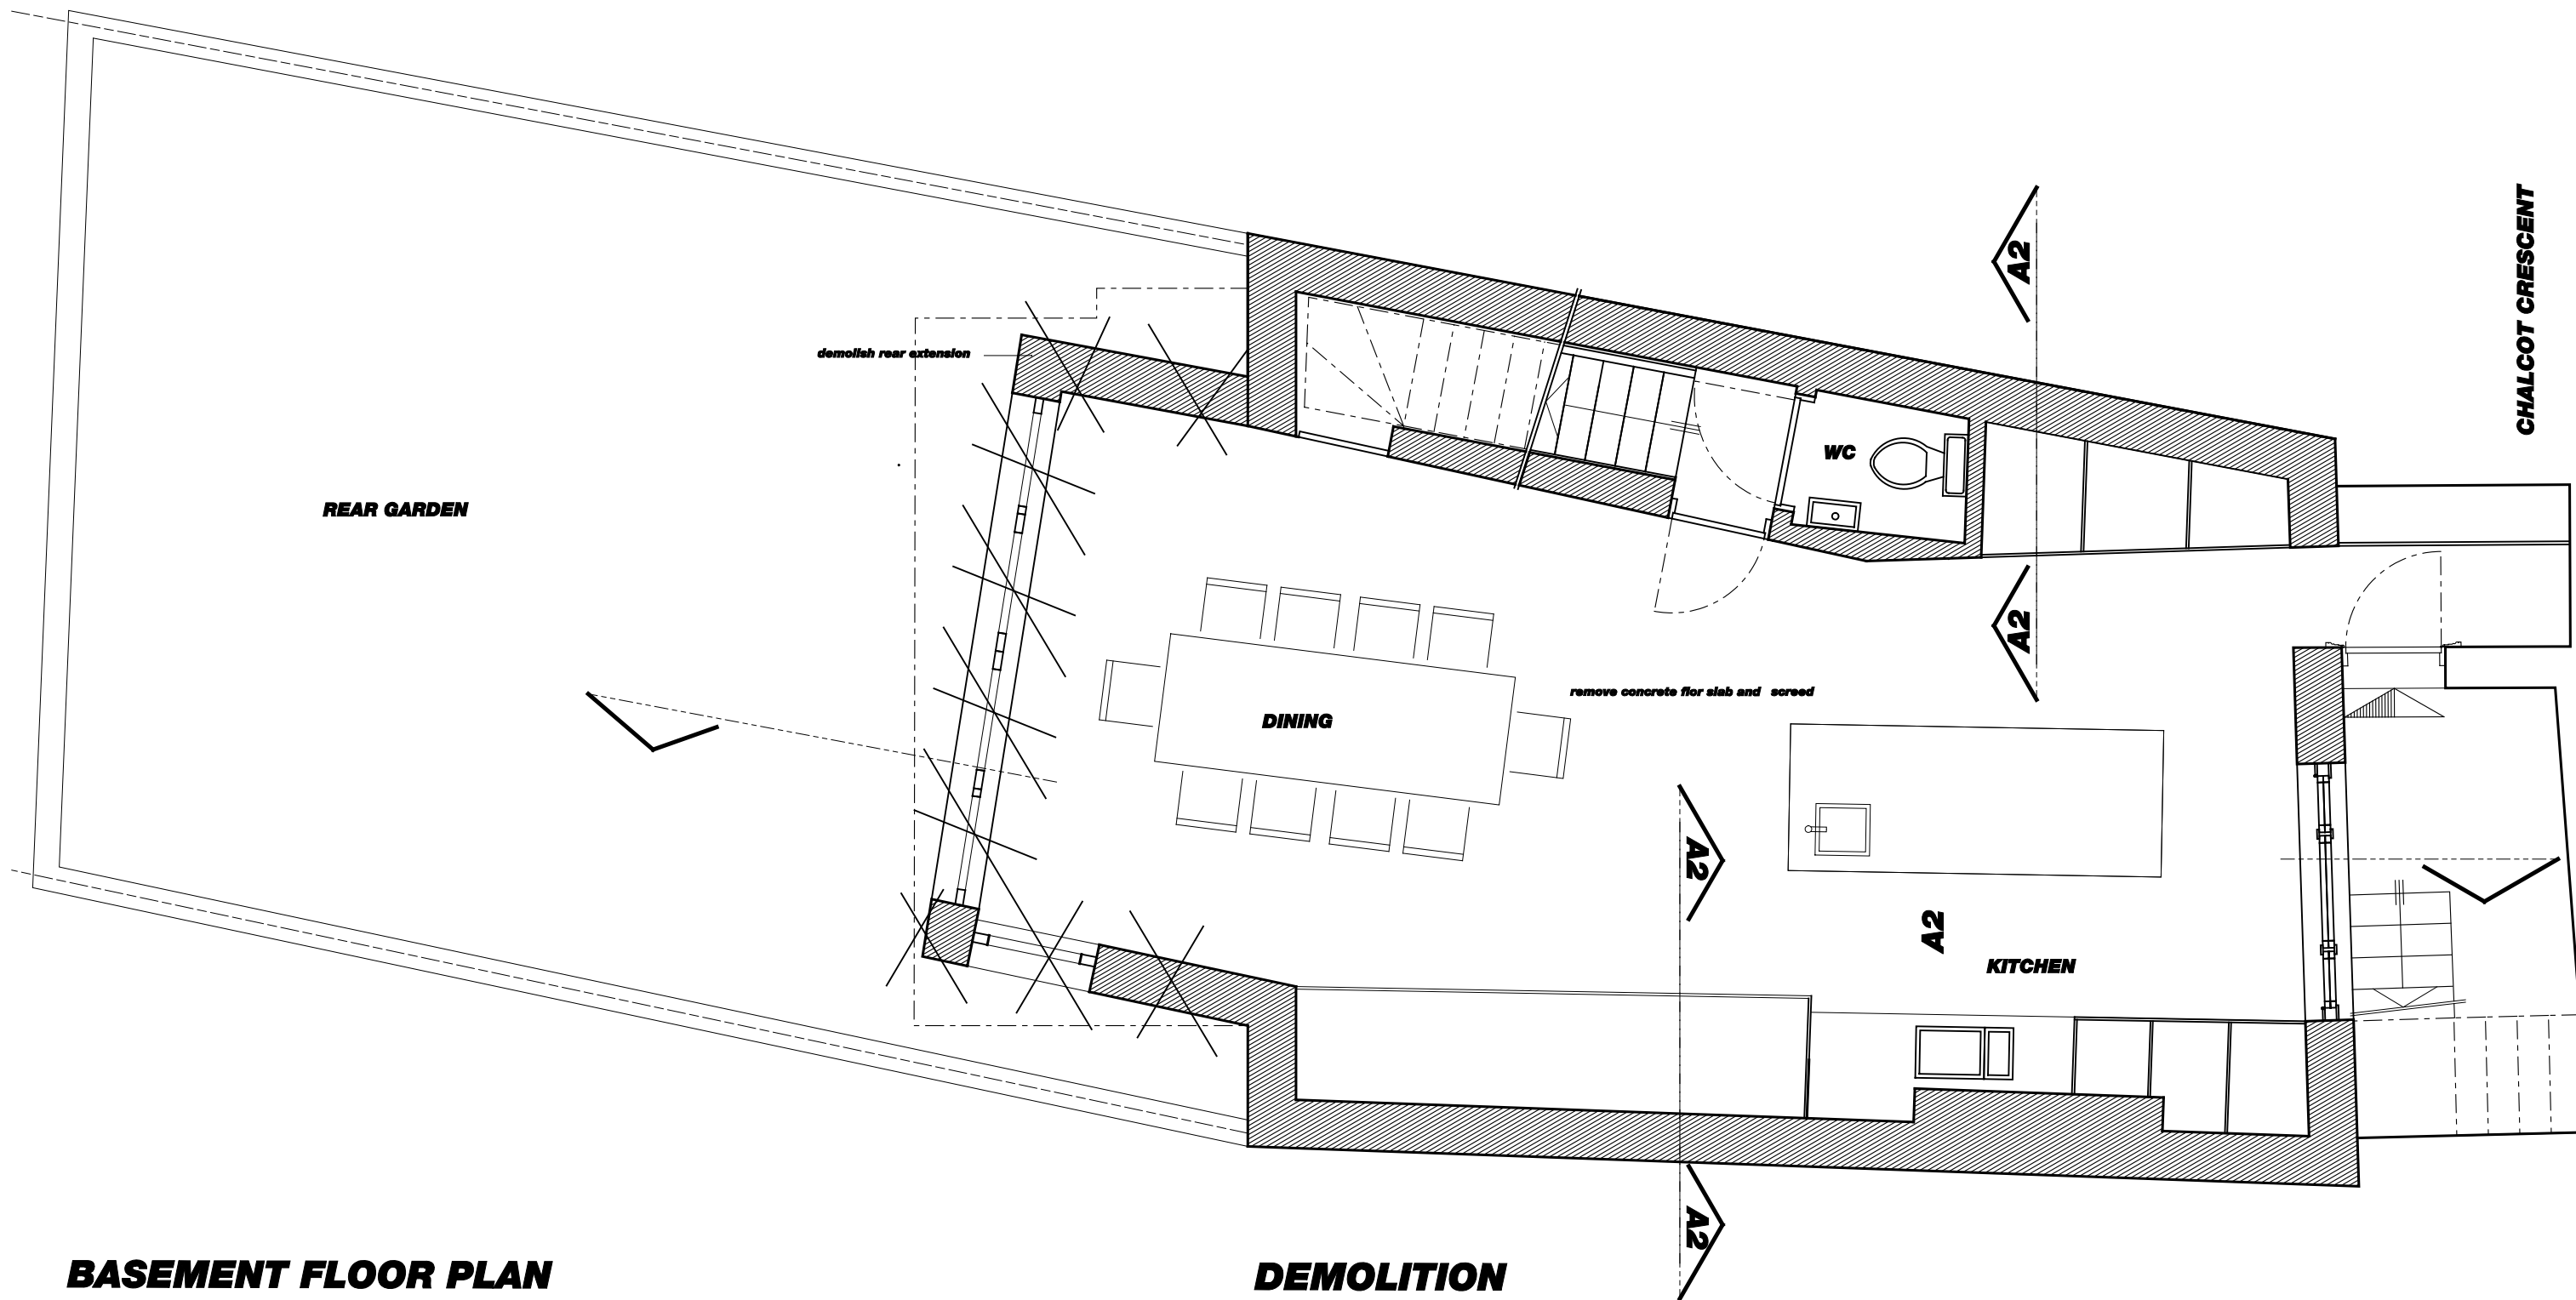 A2
CHALCOT CRESCENT
demolish rear extension
WC
REAR GARDEN
A2
remove concrete flor slab and screed
DINING
A2
A2
KITCHEN
A2
BASEMENT FLOOR PLAN
DEMOLITION